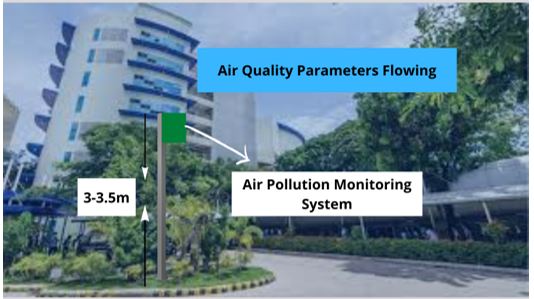 Air Quality Parameters Flowing
Air Pollution Monitoring
System
3-3.5m